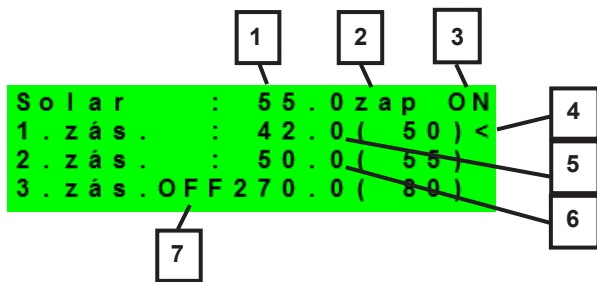 1 2 3
Solar : 55.0zap ON
1.zás. : 42.0( 50)<
2.zás. : 50.0( 55)
3.zás.OFF270.0( 80)
4
5
6
7